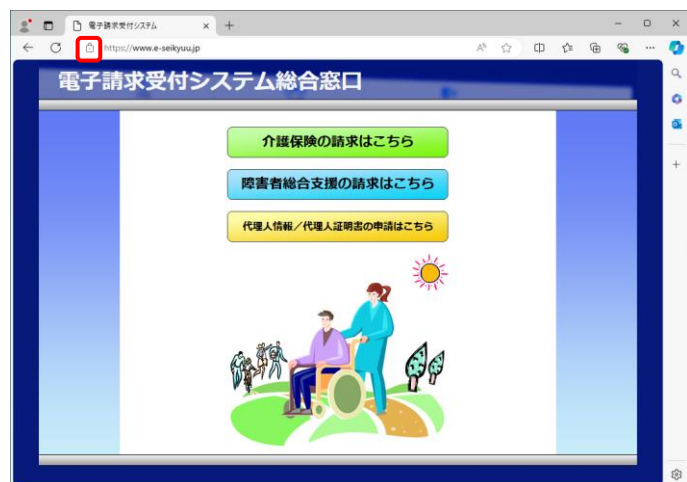 電子請求受付システム
https://www.e-seikyuu.jp
電子請求受付システム総合窓口
介護保険の請求はこちら
障害者総合支援の請求はこちら
代理人情報／代理人証明書の申請はこちら